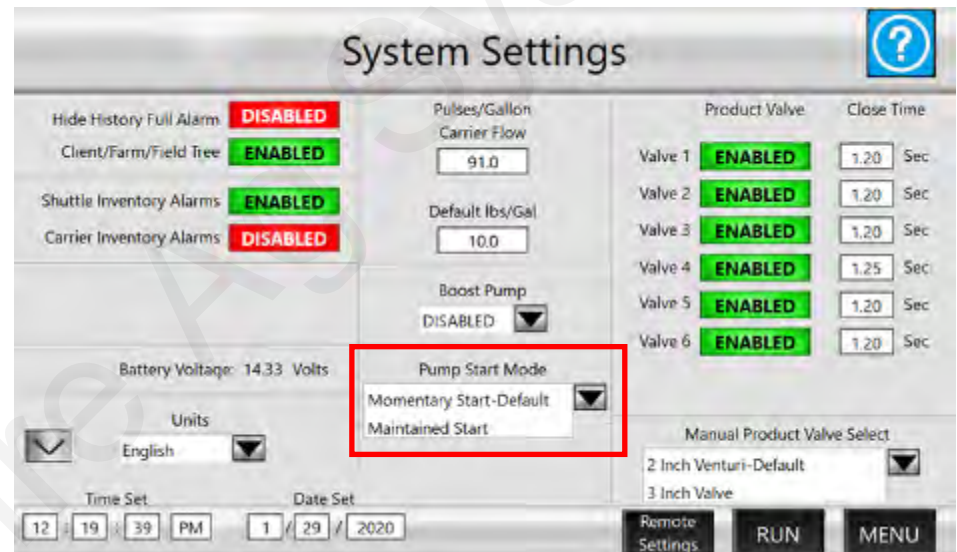 System Settings
?
Hide History Full Alarm DISABLED
Client/Farm/Field Tree ENABLED
Shuttle Inventory Alarms ENABLED
Carrier Inventory Alarms DISABLED
Pulses/Gallon
Carrier Flow
91.0
Default lbs/Gal
10.0
Boost Pump
DISABLED
Product Valve Close Time
Valve 1 ENABLED 1.20 Sec
Valve 2 ENABLED 1.20 Sec
Valve 3 ENABLED 1.20 Sec
Valve 4 ENABLED 1.25 Sec
Valve 5 ENABLED 1.20 Sec
Valve 6 ENABLED 1.20 Sec
Battery Voltage: 14.33 Volts
Units
English
Pump Start Mode
Momentary Start-Default
Maintained Start
Manual Product Valve Select
2 Inch Venturi-Default
3 Inch Valve
Time Set Date Set
12 : 19 : 39 PM 1 / 29 / 2020
Remote
Settings
RUN
MENU